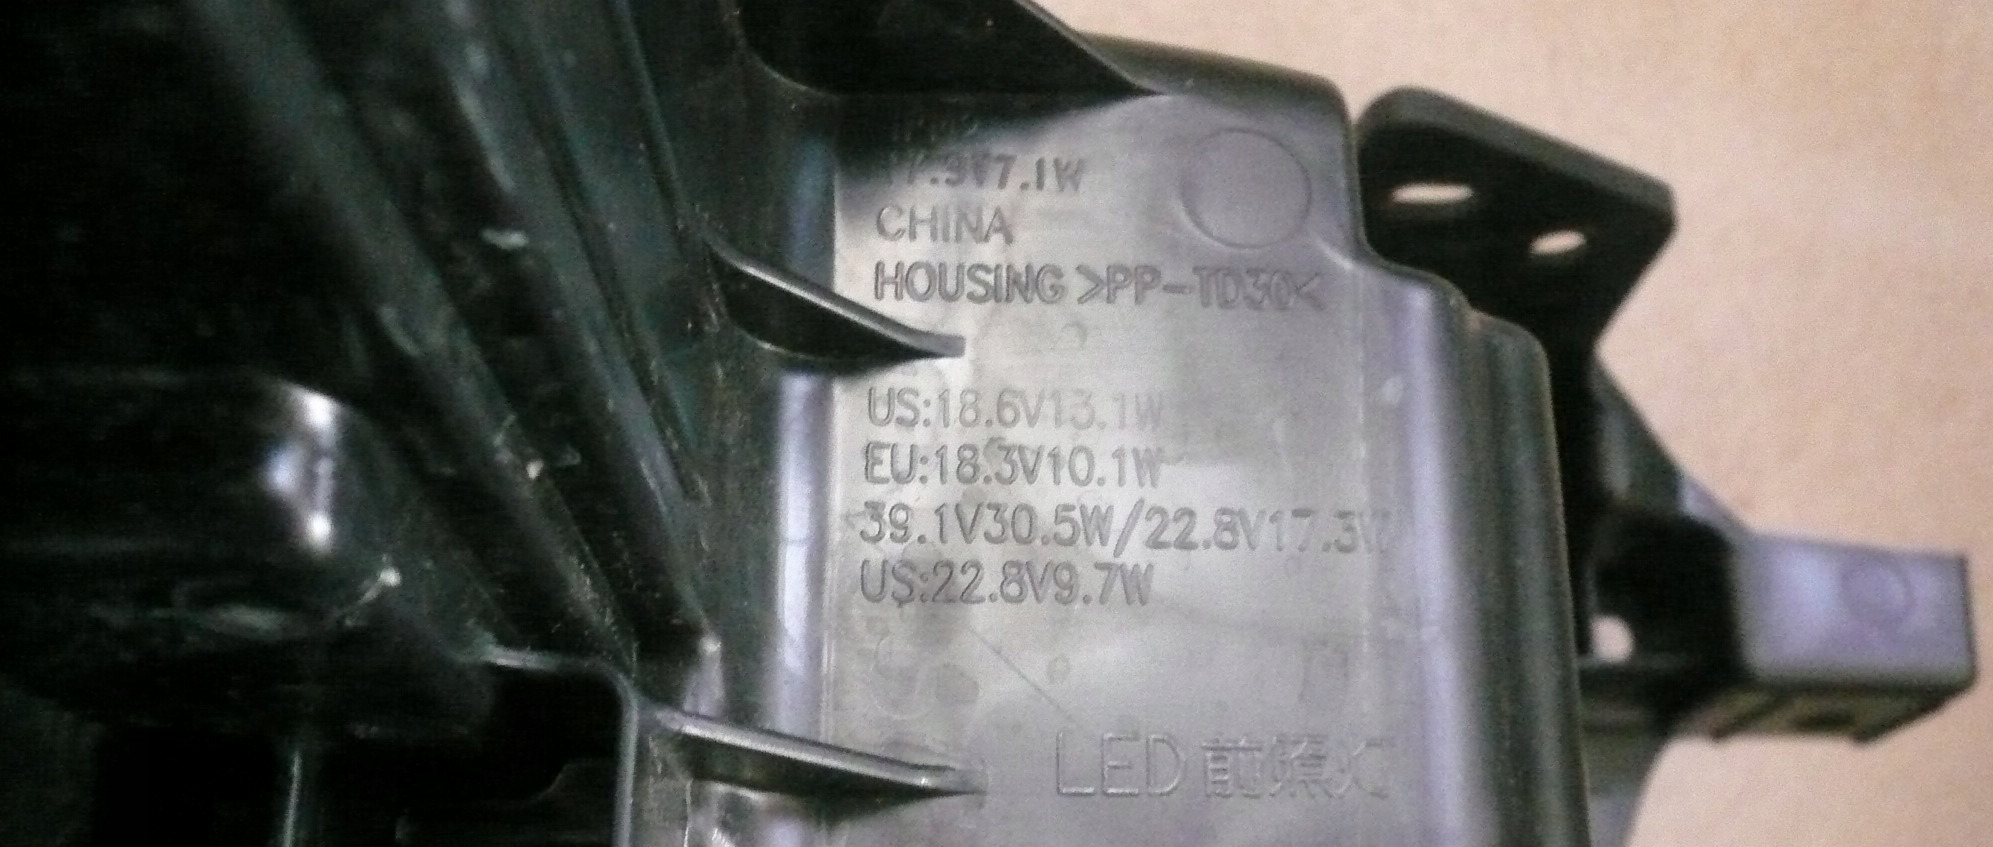 CHINA
HOUSING >PP-TD30<
US:18.6V13.1W
EU:18.3V10.1W
39.1V30.5W/22.8V17.3W
US:22.8V9.7W
LED 前照灯